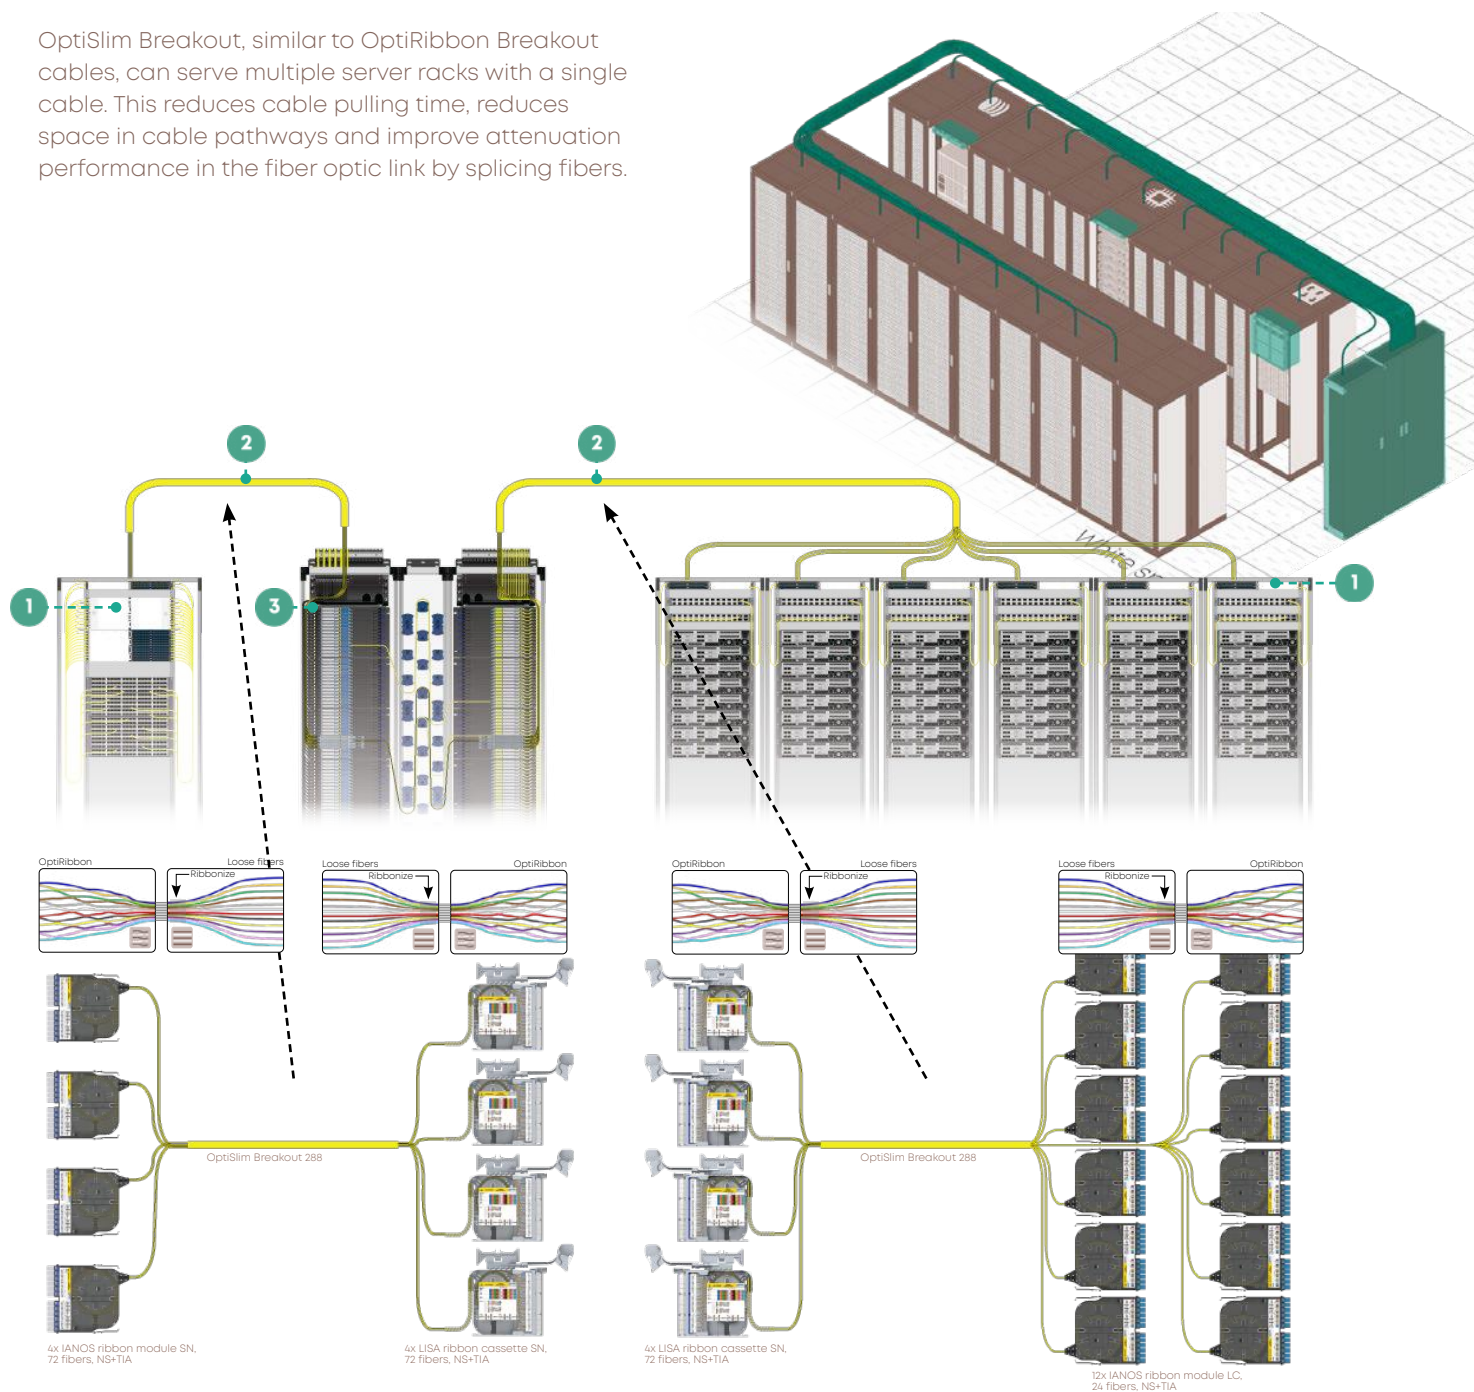 OptiSlim Breakout, similar to OptiRibbon Breakout
cables, can serve multiple server racks with a single
cable. This reduces cable pulling time, reduces
space in cable pathways and improve attenuation
performance in the fiber optic link by splicing fibers.
2
2
White sp
1
3
1
OptiRibbon
Loose fibers
Ribbonize
Loose fibers
OptiRibbon
Ribbonize
OptiRibbon
Loose fibers
Ribbonize
Loose fibers
OptiRibbon
Ribbonize
OptiSlim Breakout 288
OptiSlim Breakout 288
4x IANOS ribbon module SN,
72 fibers, NS+TIA
4x LISA ribbon cassette SN,
72 fibers, NS+TIA
4x LISA ribbon cassette SN,
72 fibers, NS+TIA
12x IANOS ribbon module LC,
24 fibers, NS+TIA